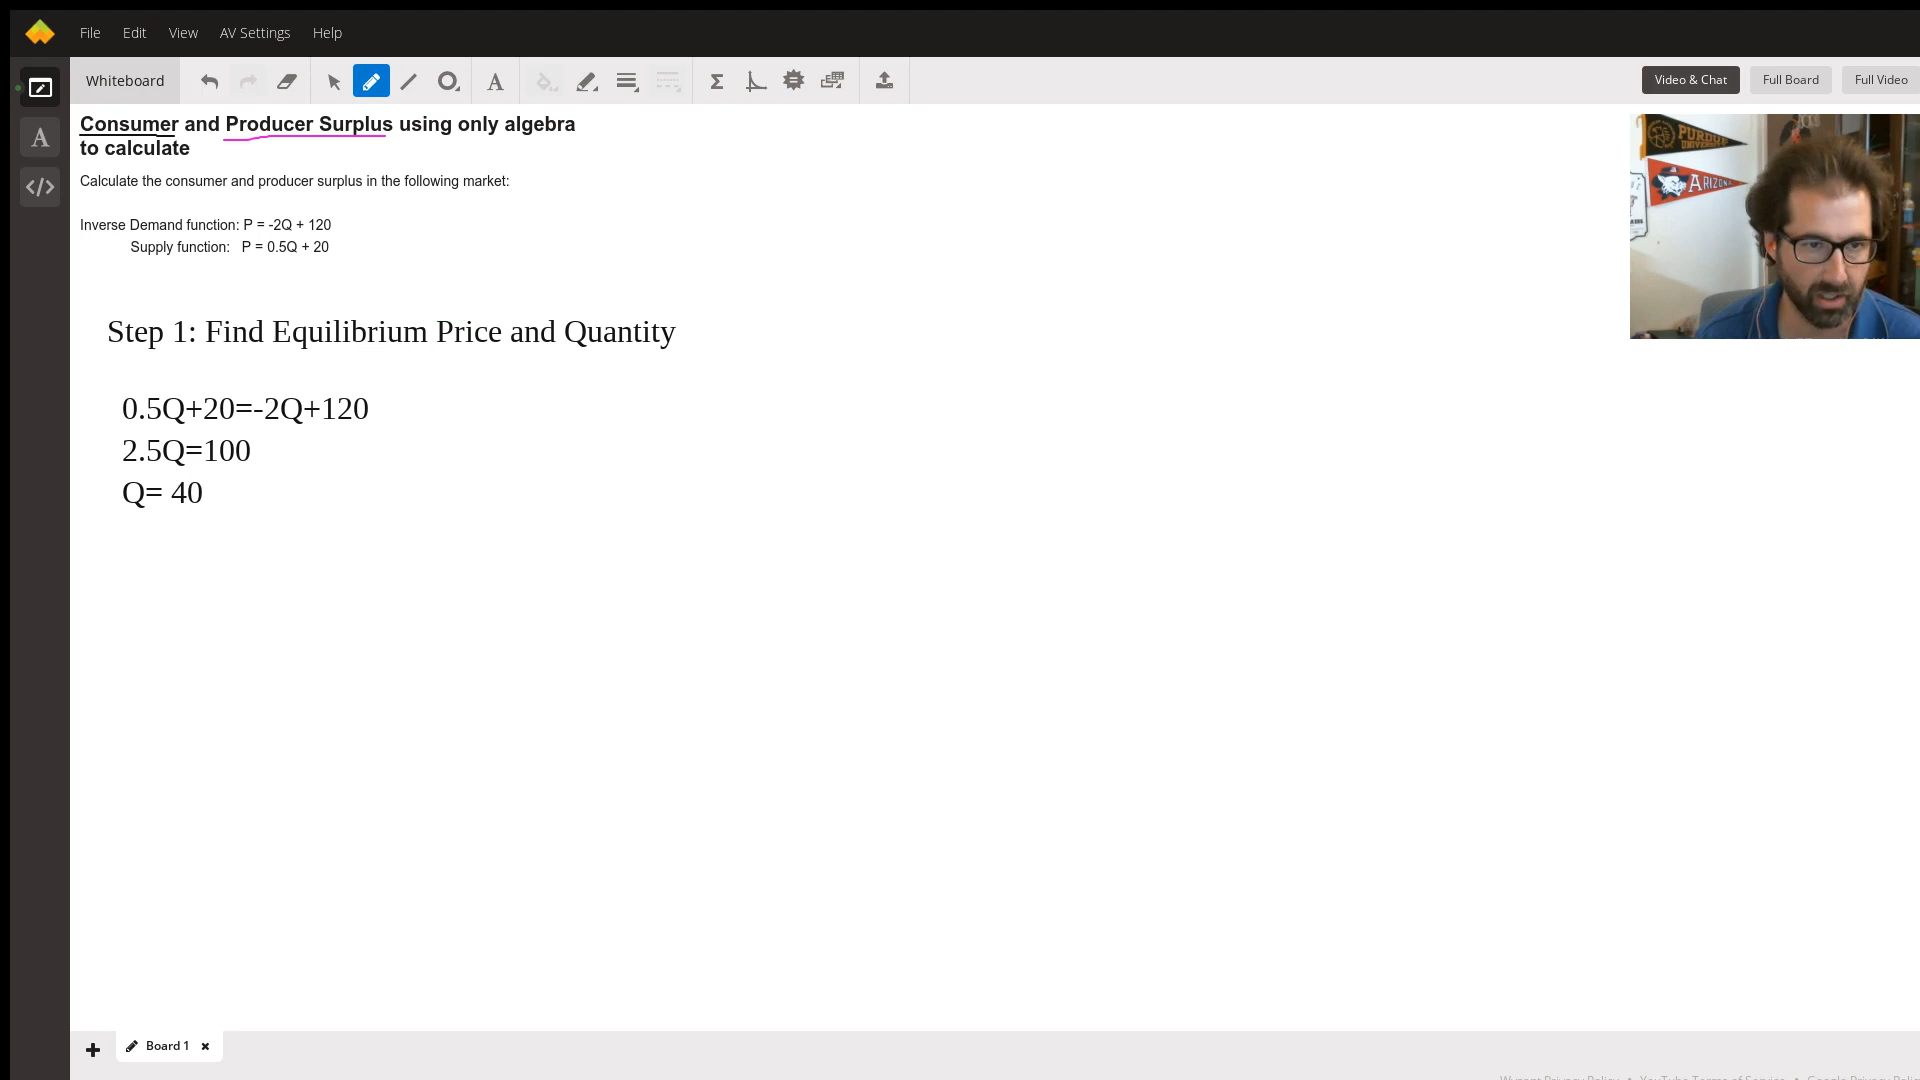 File Edit View AV Settings Help
Whiteboard
Video & Chat Full Board Full Video
Consumer and Producer Surplus using only algebra
to calculate
Calculate the consumer and producer surplus in the following market:
Inverse Demand function: P = -2Q + 120
Supply function: P = 0.5Q + 20
Step 1: Find Equilibrium Price and Quantity
0.5Q+20=-2Q+120
2.5Q=100
Q= 40
PURDUE
UNIVERSITY
ARIZONA
Board 1